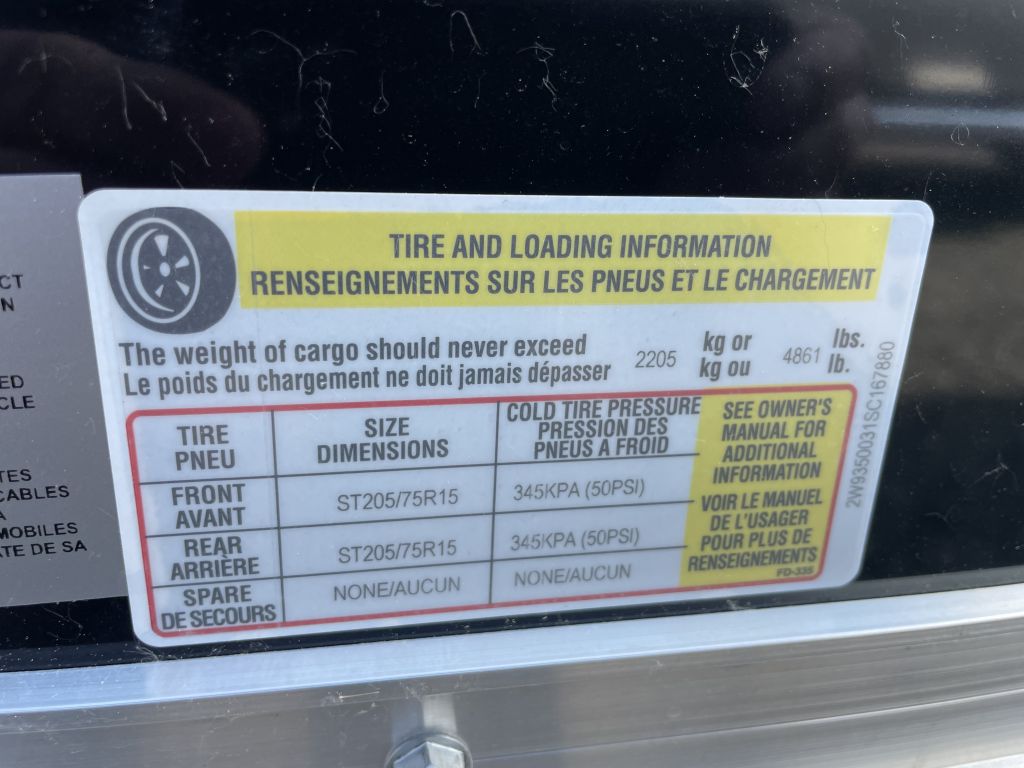 TIRE AND LOADING INFORMATION
RENSEIGNEMENTS SUR LES PNEUS ET LE CHARGEMENT
The weight of cargo should never exceed 2205 kg or 4861 lbs.
Le poids du chargement ne doit jamais dépasser kg ou lb.
TIRE
PNEU
SIZE
DIMENSIONS
COLD TIRE PRESSURE
PRESSION DES
PNEUS A FROID
FRONT
AVANT
ST205/75R15
345KPA (50PSI)
REAR
ARRIÈRE
ST205/75R15
345KPA (50PSI)
SPARE
DE SECOURS
NONE/AUCUN
NONE/AUCUN
SEE OWNER'S
MANUAL FOR
ADDITIONAL
INFORMATION
VOIR LE MANUEL
DE L'USAGER
POUR PLUS DE
RENSEIGNEMENTS
FD-335
2W9350031SC167880
CT
N
ED
CLE
TES
CABLES
A
MOBILES
ATE DE SA